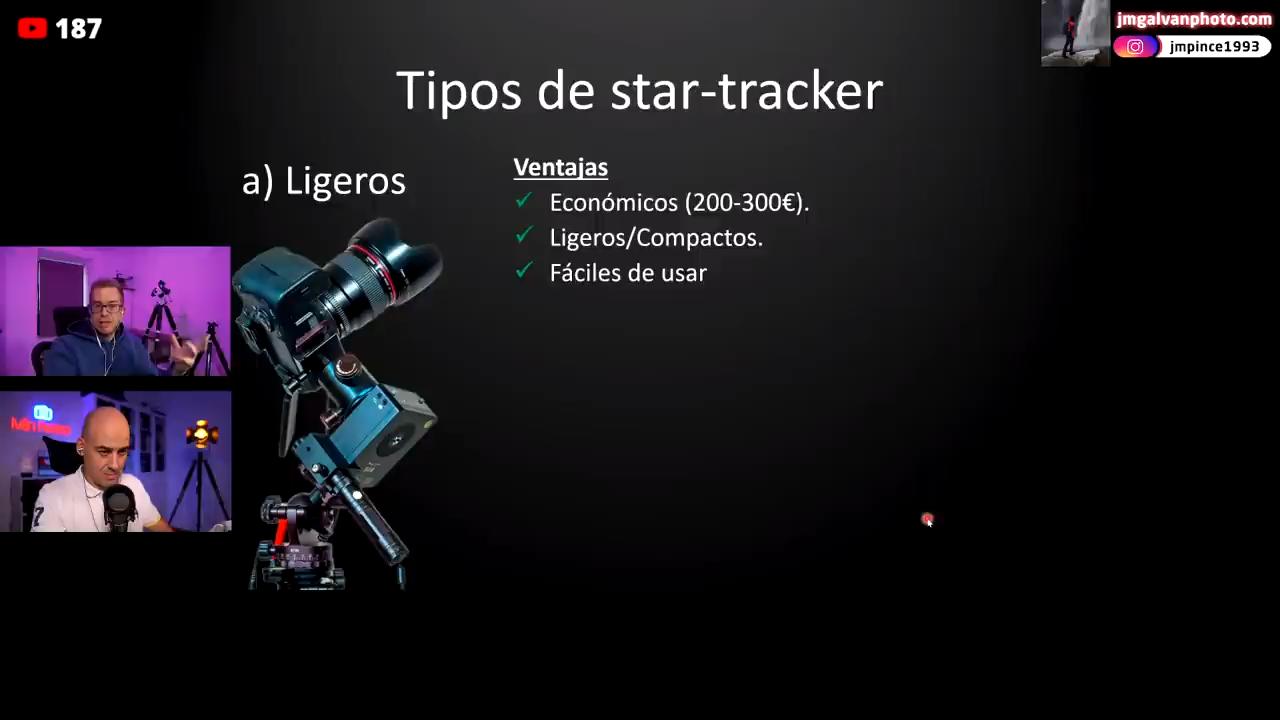 187
jmgalvanphoto.com
jmpince1993
Tipos de star-tracker
a) Ligeros
Ventajas
✓ Económicos (200-300€).
✓ Ligeros/Compactos.
✓ Fáciles de usar